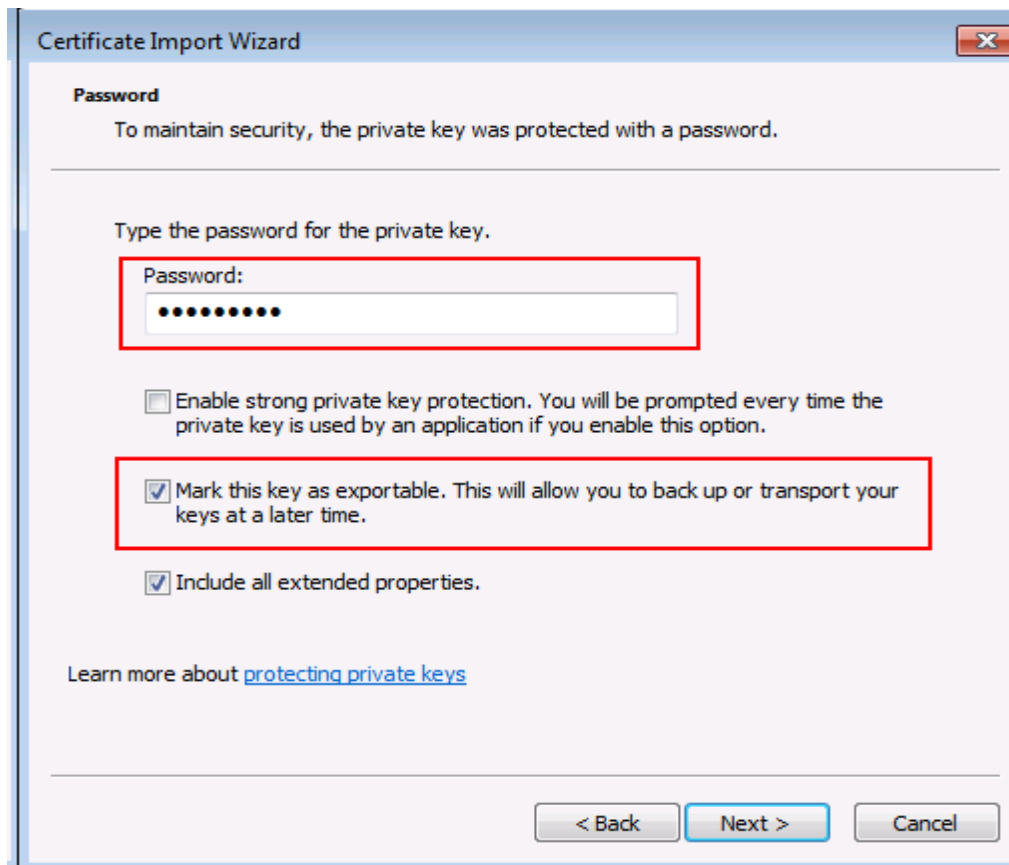 Certificate Import Wizard
Password
To maintain security, the private key was protected with a password.
Type the password for the private key.
Password:
•••••••••
Enable strong private key protection. You will be prompted every time the
private key is used by an application if you enable this option.
Mark this key as exportable. This will allow you to back up or transport your
keys at a later time.
Include all extended properties.
Learn more about protecting private keys
< Back Next > Cancel